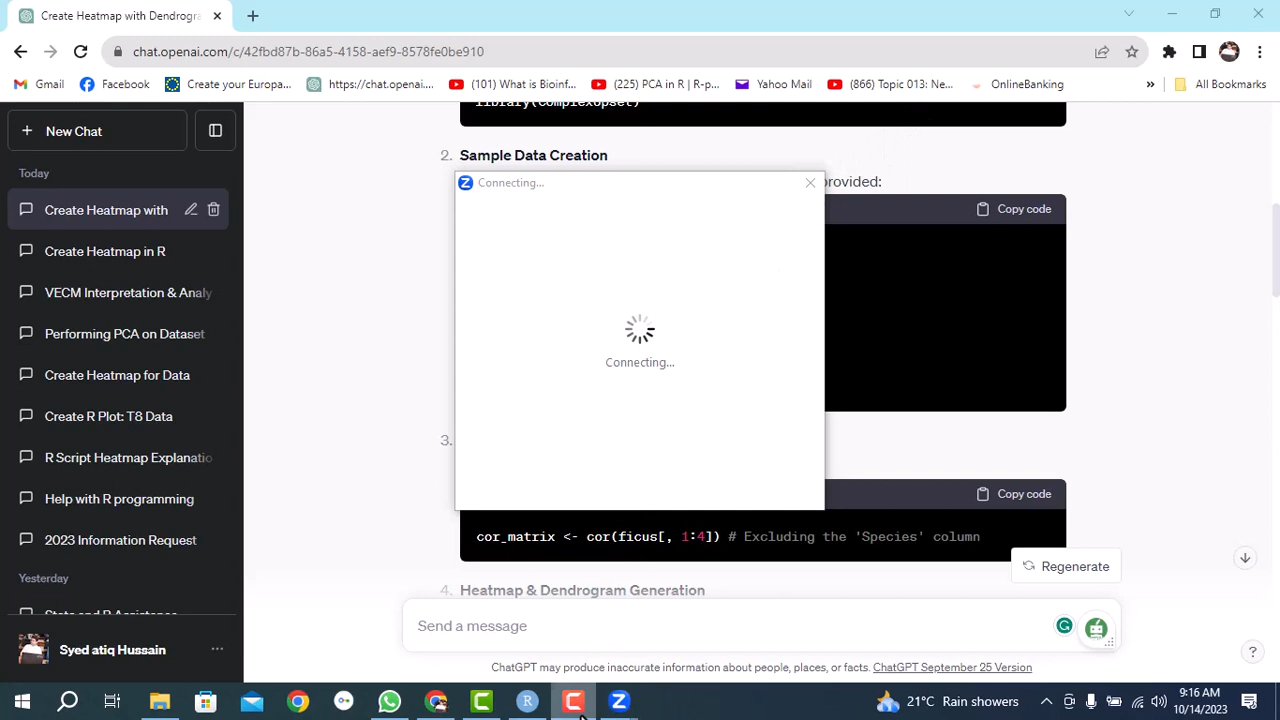 Create Heatmap with Dendrogra
chat.openai.com/c/42fbd87b-86a5-4158-aef9-8578fe0be910
Gmail
Facebook
Create your Europa...
https://chat.openai....
(101) What is Bioinf...
(225) PCA in R | R-p...
Yahoo Mail
(866) Topic 013: Ne...
OnlineBanking
»
All Bookmarks
+ New Chat
Today
Create Heatmap with
Create Heatmap in R
VECM Interpretation & Analy
Performing PCA on Dataset
Create Heatmap for Data
Create R Plot: T8 Data
R Script Heatmap Explanatio
Help with R programming
2023 Information Request
Yesterday
Stata and R Assistance
Syed atiq Hussain
library(ComplexUpset)
2. Sample Data Creation
provided:
Copy code
Connecting...
Connecting...
3.
Copy code
cor_matrix <- cor(ficus[, 1:4]) # Excluding the 'Species' column
4. Heatmap & Dendrogram Generation
Regenerate
Send a message
ChatGPT may produce inaccurate information about people, places, or facts. ChatGPT September 25 Version
?
21°C Rain showers
9:16 AM
10/14/2023